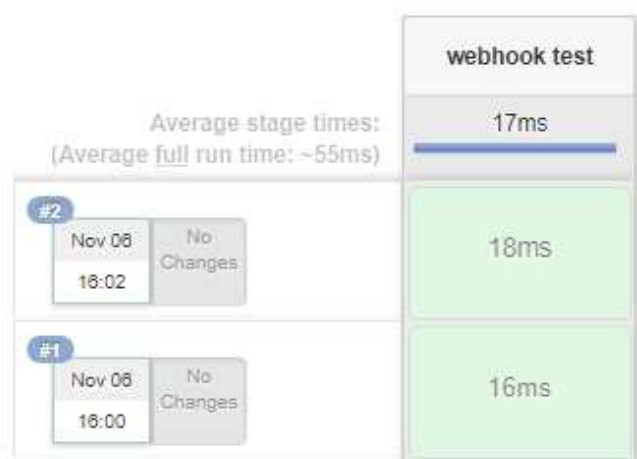 webhook test
Average stage times:
17ms
(Average full run time: ~55ms)
#2
Nov 06
No
Changes
16:02
18ms
#1
Nov 06
No
Changes
16:00
16ms